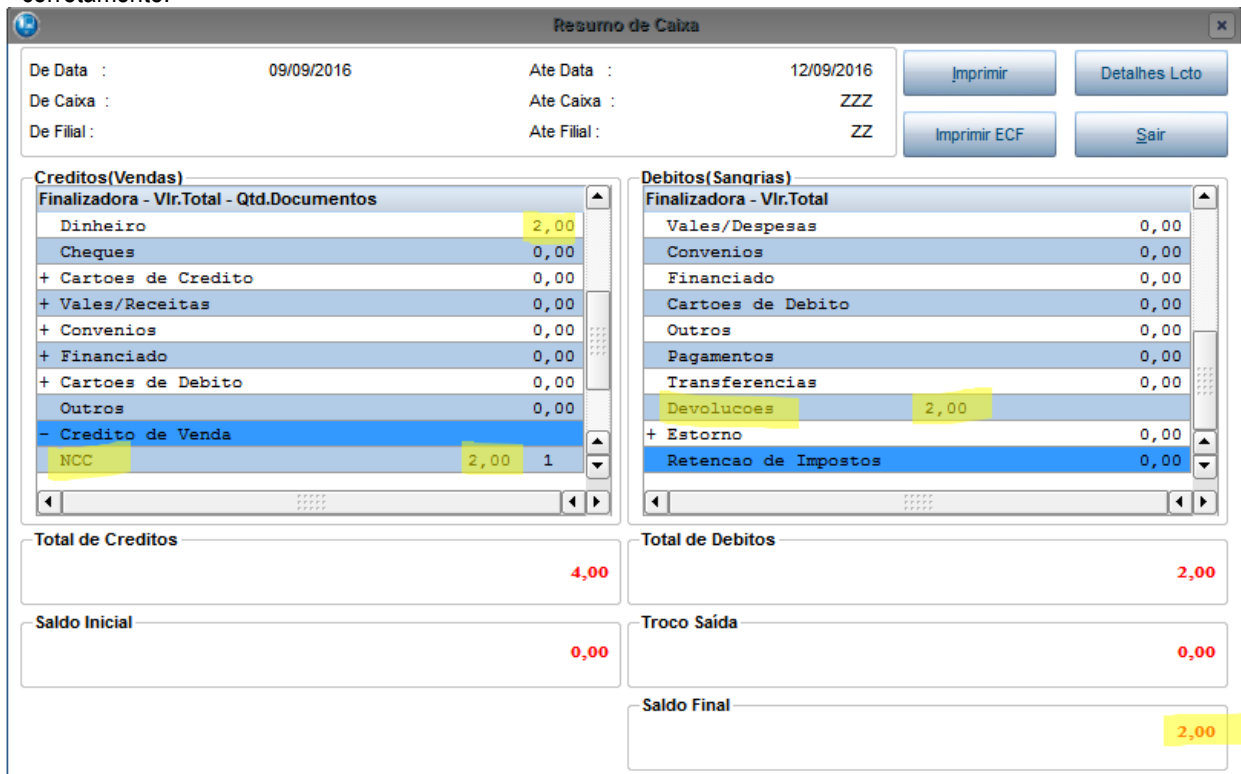 Resumo de Caixa
De Data : 09/09/2016 Ate Data : 12/09/2016
De Caixa : Ate Caixa : ZZZ
De Filial : Ate Filial : ZZ
Imprimir Detalhes Lcto
Imprimir ECF Sair
Creditos(Vendas)
Finalizadora - Vlr.Total - Qtd.Documentos
Dinheiro 2,00
Cheques 0,00
+ Cartoes de Credito 0,00
+ Vales/Receitas 0,00
+ Convenios 0,00
+ Financiado 0,00
+ Cartoes de Debito 0,00
Outros 0,00
- Credito de Venda
NCC 2,00 1
Debitos(Sangrias)
Finalizadora - Vlr.Total
Vales/Despesas 0,00
Convenios 0,00
Financiado 0,00
Cartoes de Debito 0,00
Outros 0,00
Pagamentos 0,00
Transferencias 0,00
Devolucoes 2,00
+ Estorno 0,00
Retencao de Impostos 0,00
Total de Creditos
4,00
Total de Debitos
2,00
Saldo Inicial
0,00
Troco Saída
0,00
Saldo Final
2,00